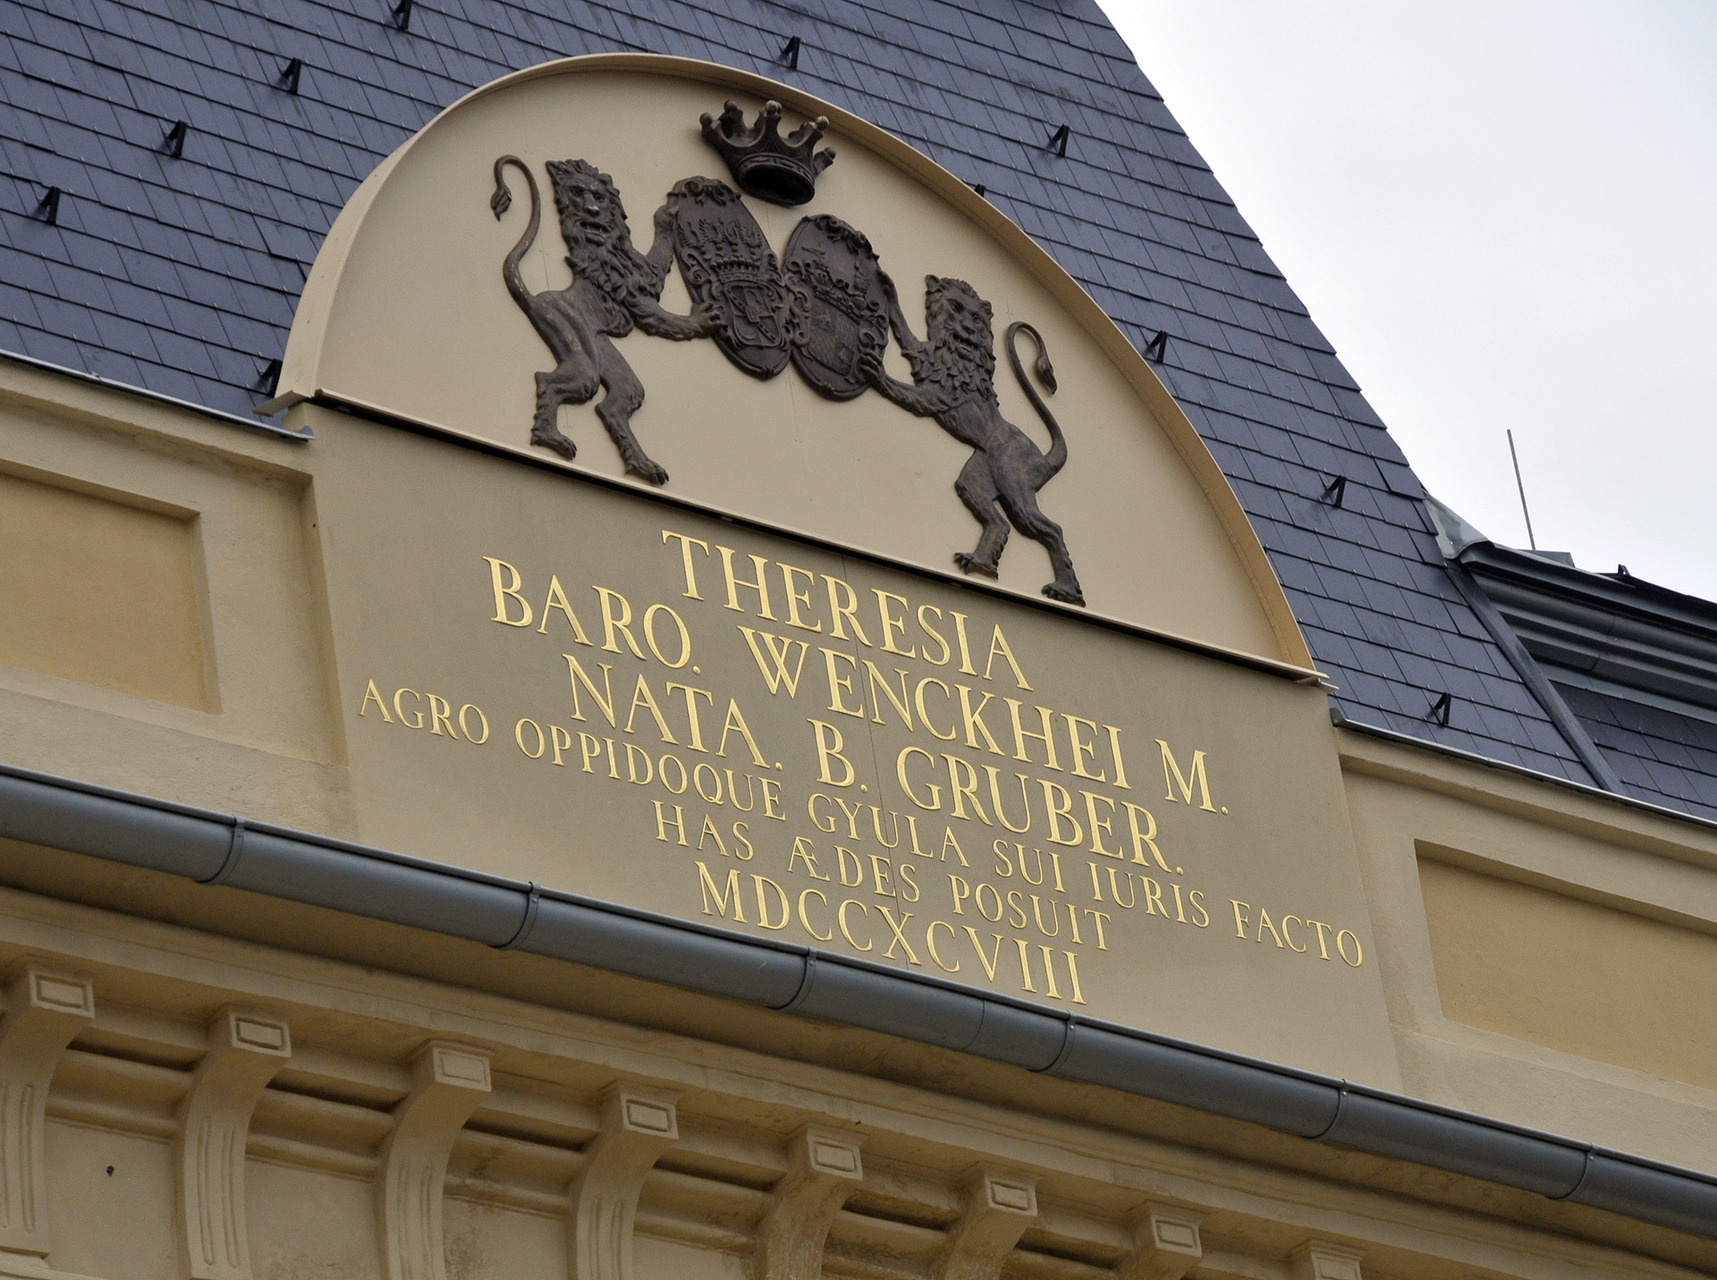 THERESIA
BARO. WENCKHEI M.
NATA. B. GRUBER.
AGRO OPPIDOQUE GYULA SUI IURIS FACTO
HAS ÆDES POSUIT
MDCCXCVIII